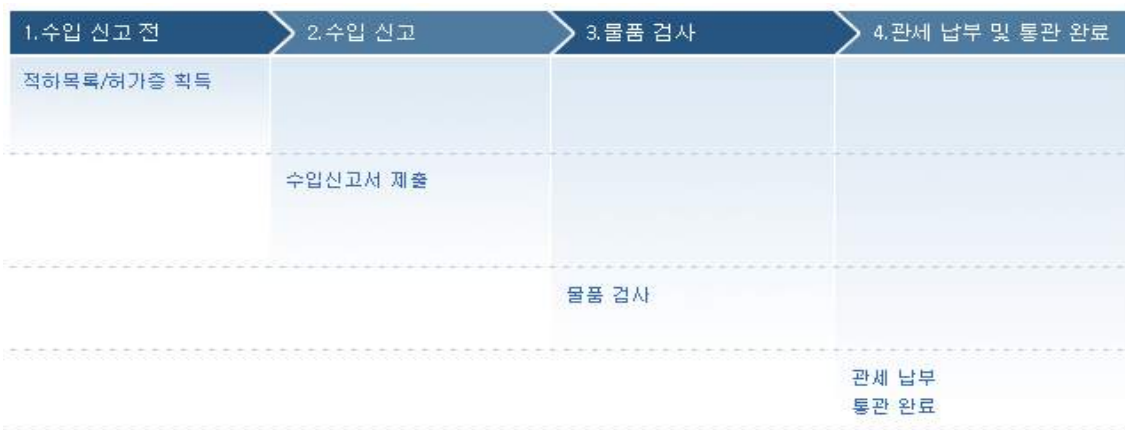 1.수입 신고 전
2.수입 신고
3.물품 검사
4.관세 납부 및 통관 완료
적하목록/허가증 획득
수입신고서 제출
물품 검사
관세 납부
통관 완료